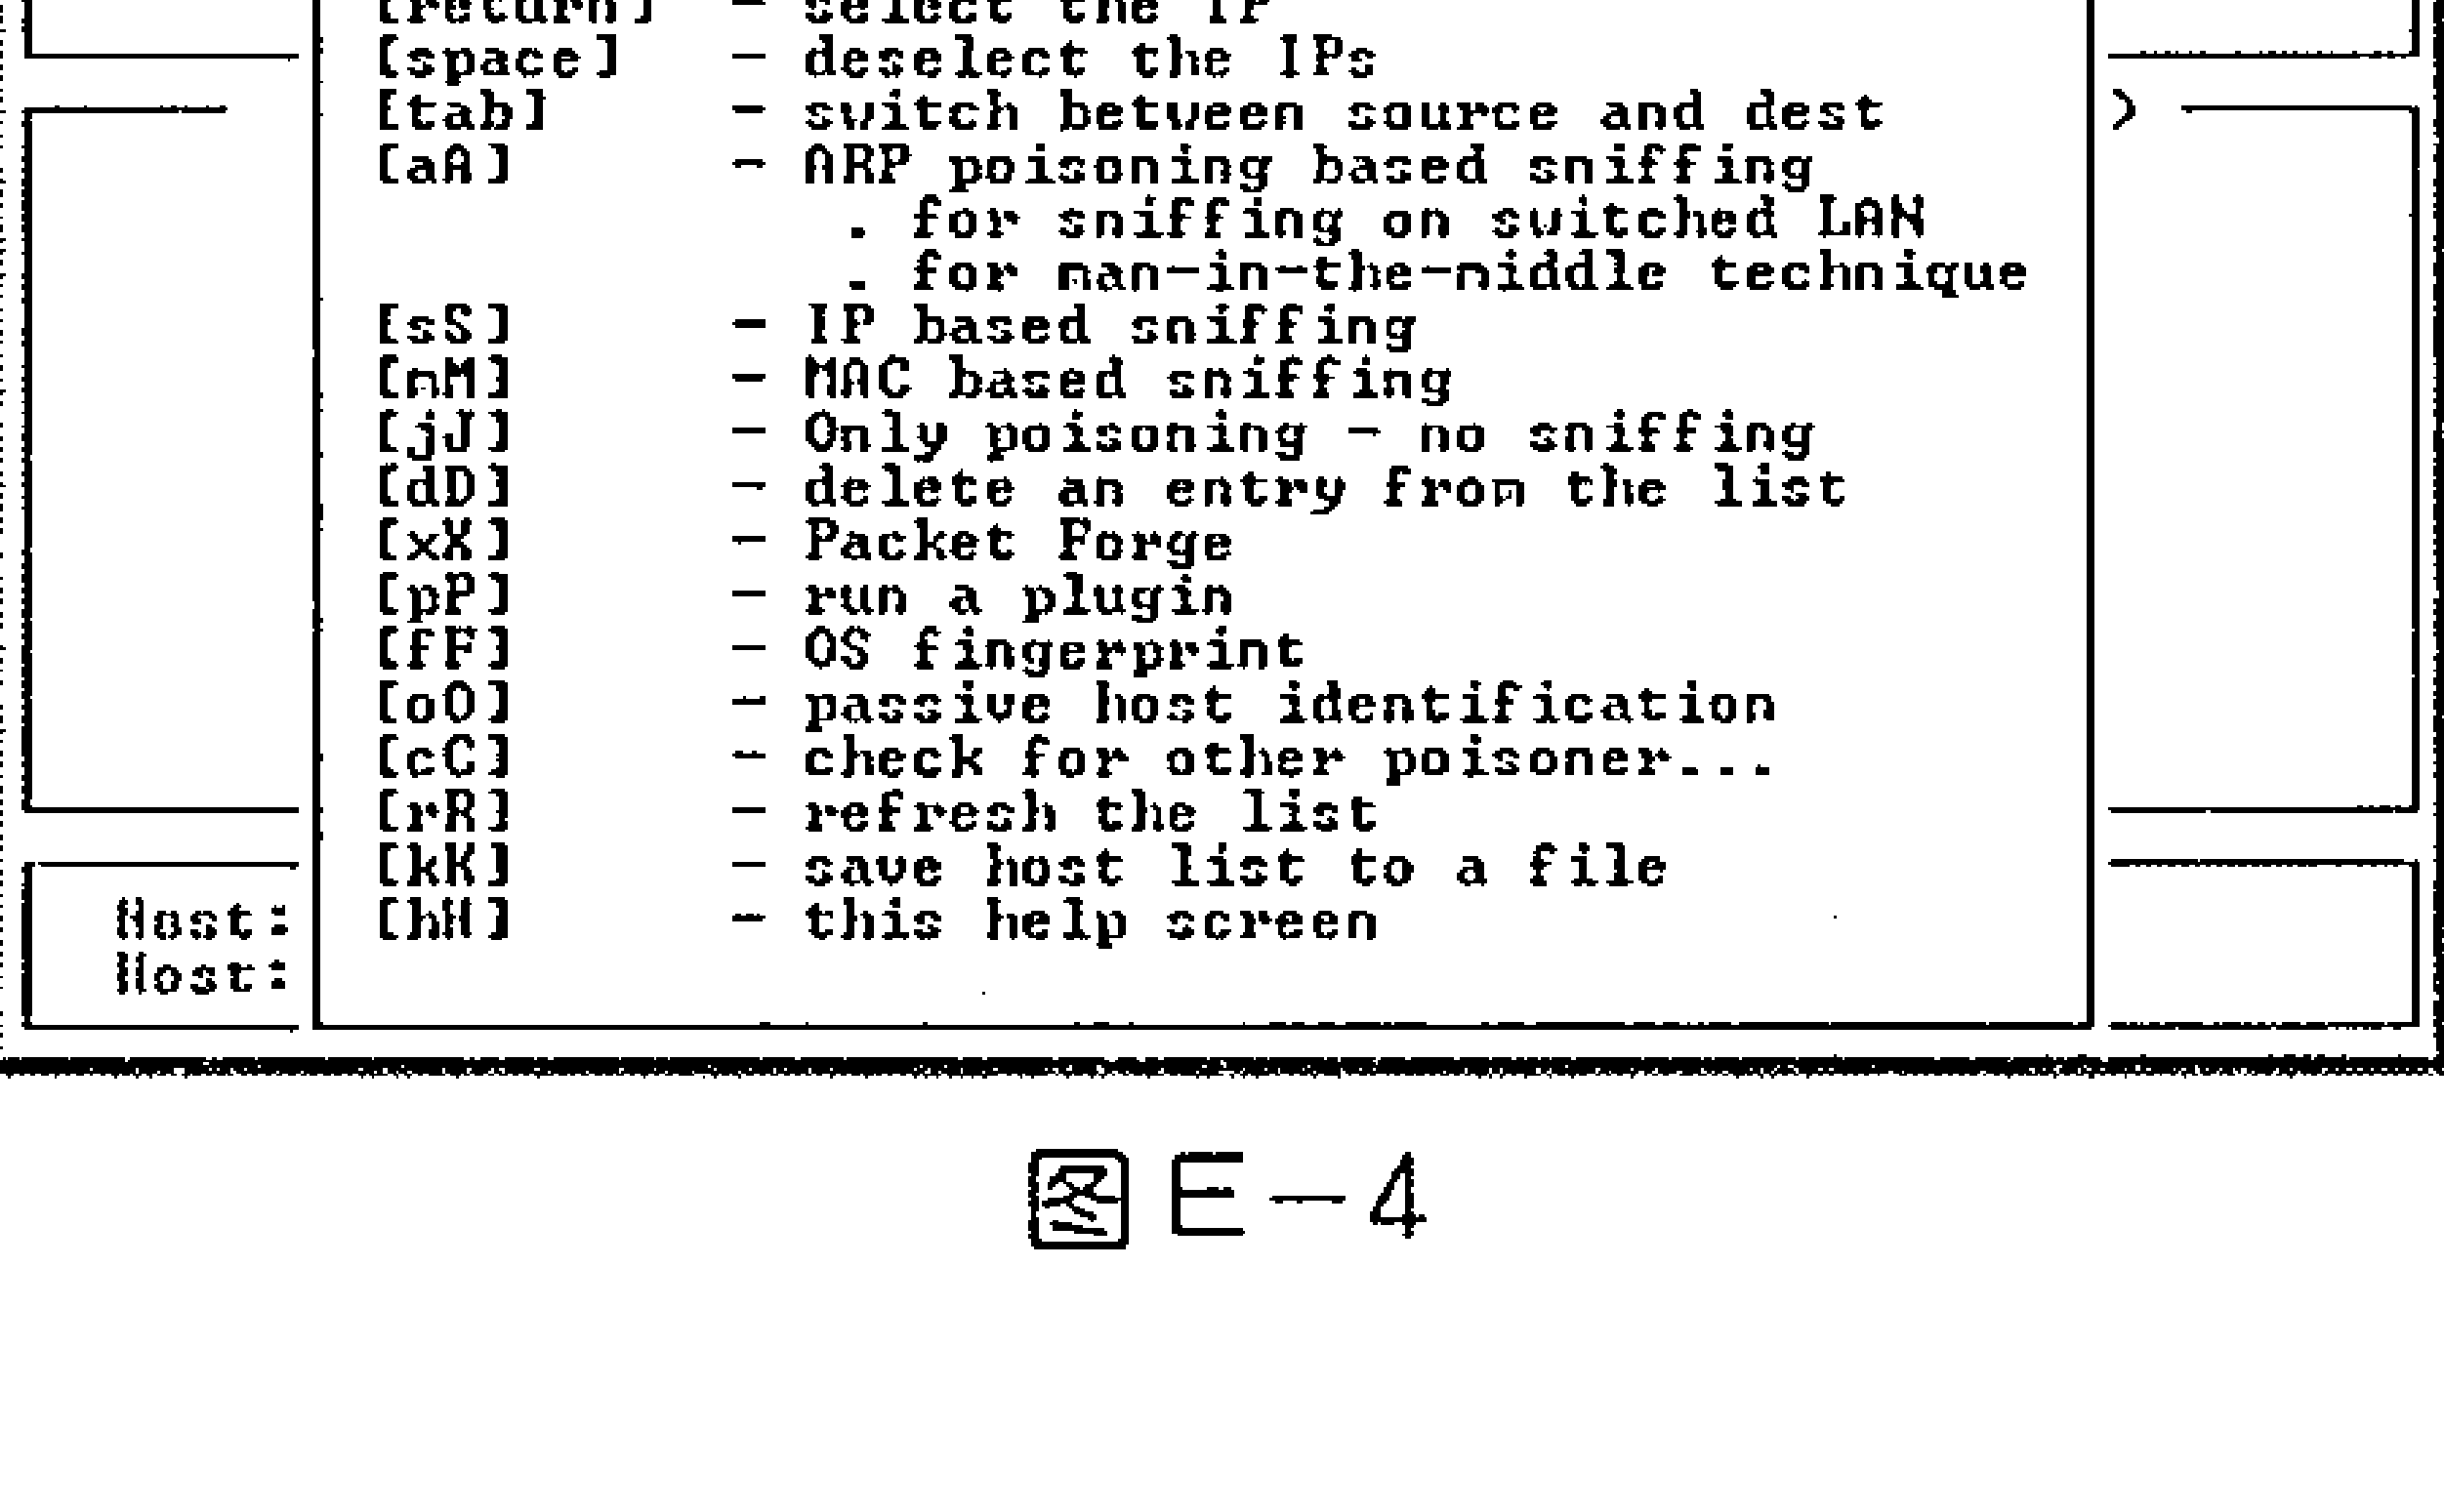 [return] - select the IP
[space] - deselect the IPs
[tab] - switch between source and dest
)
[aA] - ARP poisoning based sniffing
. for sniffing on switched LAN
. for man-in-the-middle technique
[sS] - IP based sniffing
[mM] - MAC based sniffing
[jJ] - Only poisoning - no sniffing
[dD] - delete an entry from the list
[xX] - Packet Forge
[pP] - run a plugin
[fF] - OS fingerprint
[oO] - passive host identification
[cC] - check for other poisoner...
[rR] - refresh the list
[kK] - save host list to a file
[hH] - this help screen
Host:
Host:
图 E-4